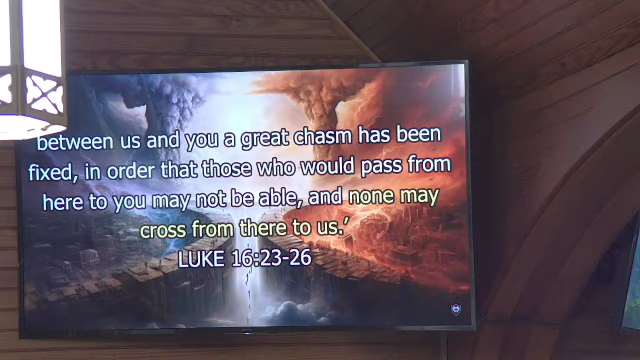 between us and you a great chasm has been
fixed, in order that those who would pass from
here to you may not be able, and none may
cross from there to us.’
LUKE 16:23-26